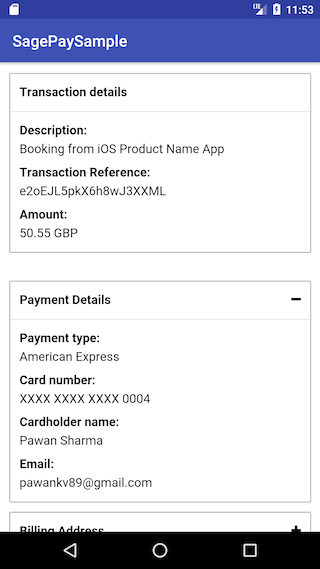 LTE 11:53
SagePaySample
Transaction details
Description:
Booking from iOS Product Name App
Transaction Reference:
e2oEJL5pkX6h8wJ3XXML
Amount:
50.55 GBP
Payment Details
Payment type:
American Express
Card number:
XXXX XXXX XXXX 0004
Cardholder name:
Pawan Sharma
Email:
pawankv89@gmail.com
Billing Address